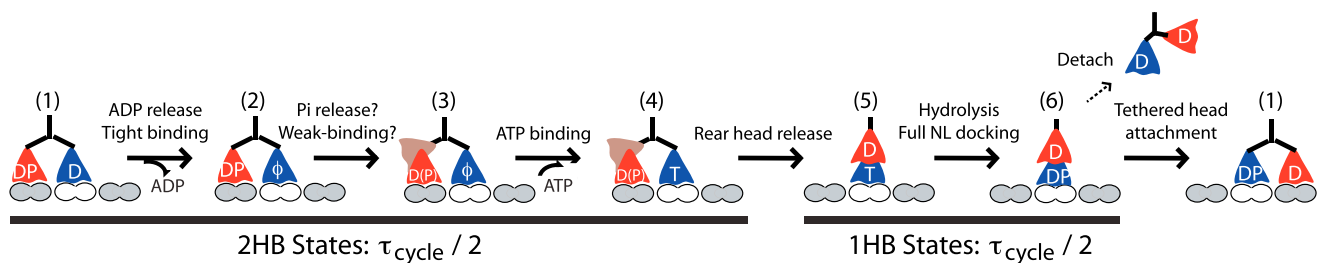 (1)
ADP release
Tight binding
ADP
(2)
Pi release?
Weak-binding?
(3)
ATP binding
ATP
(4)
Rear head release
(5)
Hydrolysis
Full NL docking
(6)
Detach
D
D
Tethered head
attachment
(1)
DP
D
DP
ϕ
D(P)
ϕ
D(P)
T
D
T
D
DP
DP
D
2HB States: τcycle / 2
1HB States: τcycle / 2